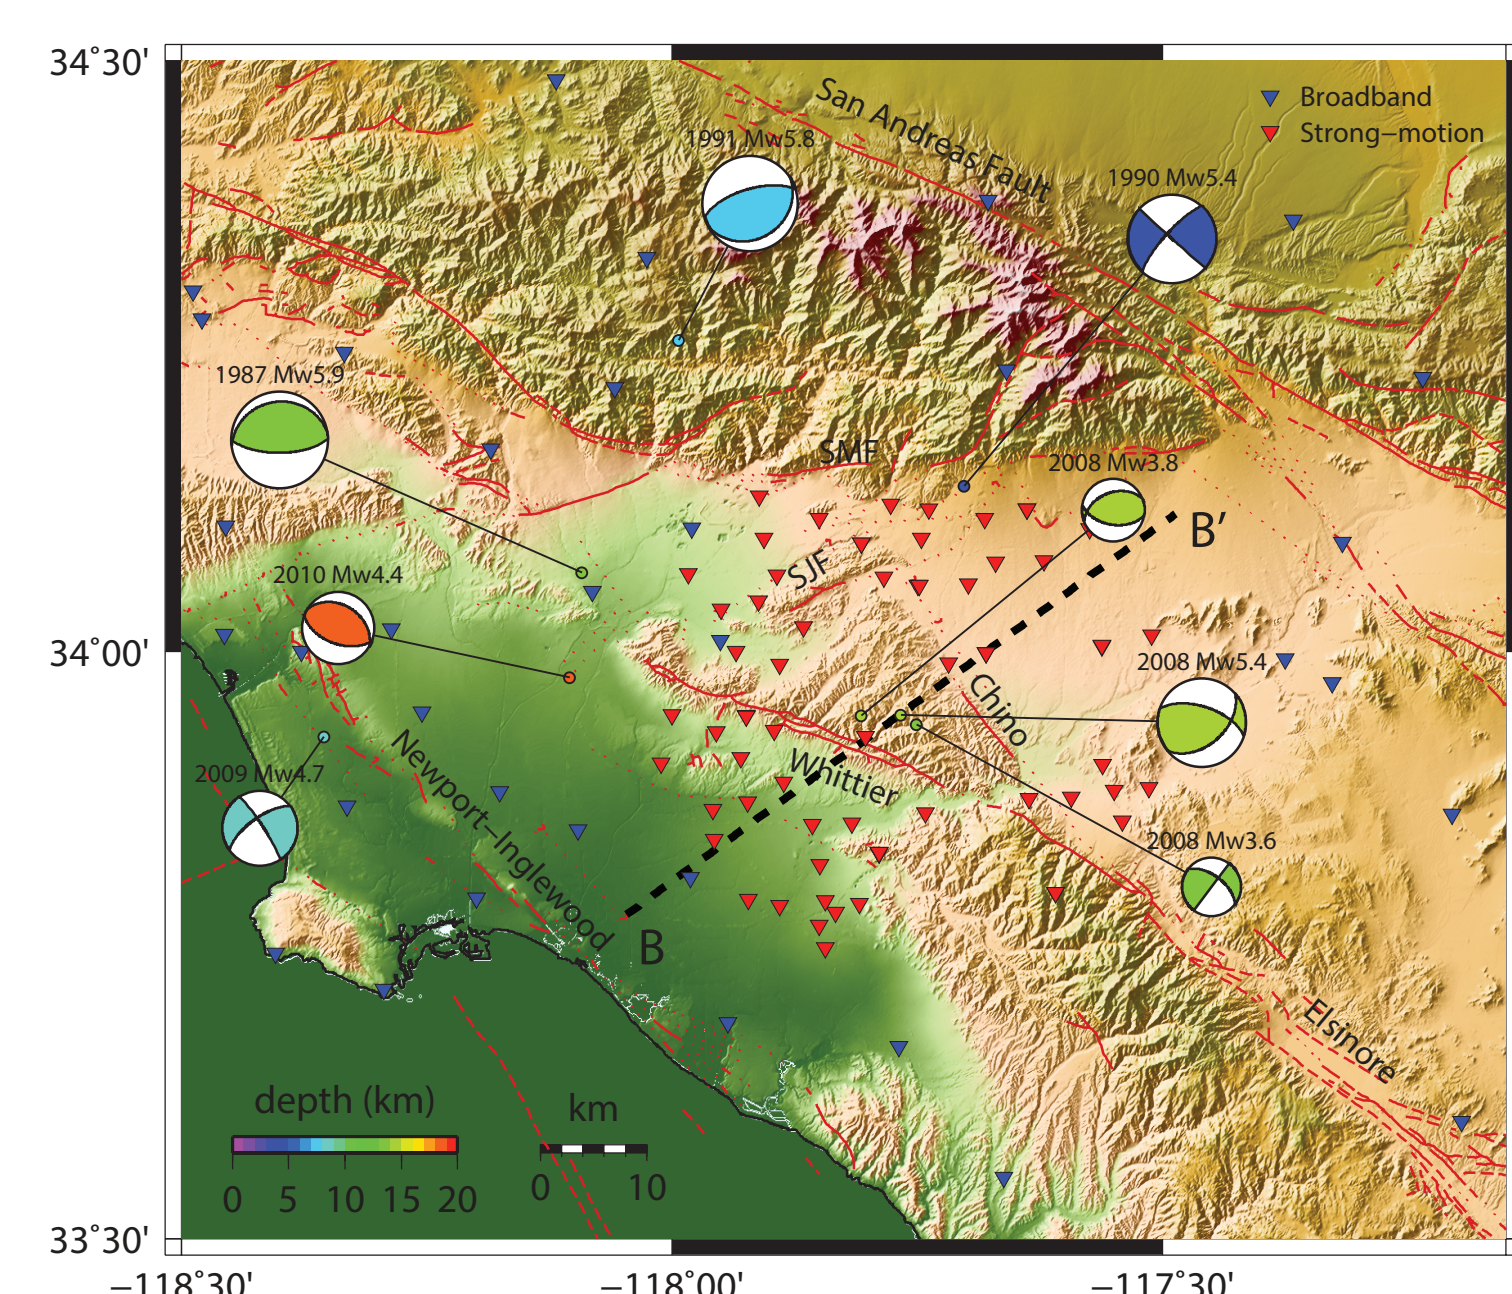 34˚30'
San Andreas Fault
Broadband
Strong−motion
1991 Mw5.8
1990 Mw5.4
1987 Mw5.9
SMF
2008 Mw3.8
B′
SJF
2010 Mw4.4
34˚00'
2008 Mw5.4
Chino
Newport−Inglewood
Whittier
2009 Mw4.7
2008 Mw3.6
B
Elsinore
depth (km)
0 5 10 15 20
km
0 10
33˚30'
−118˚30'
−118˚00'
−117˚30'